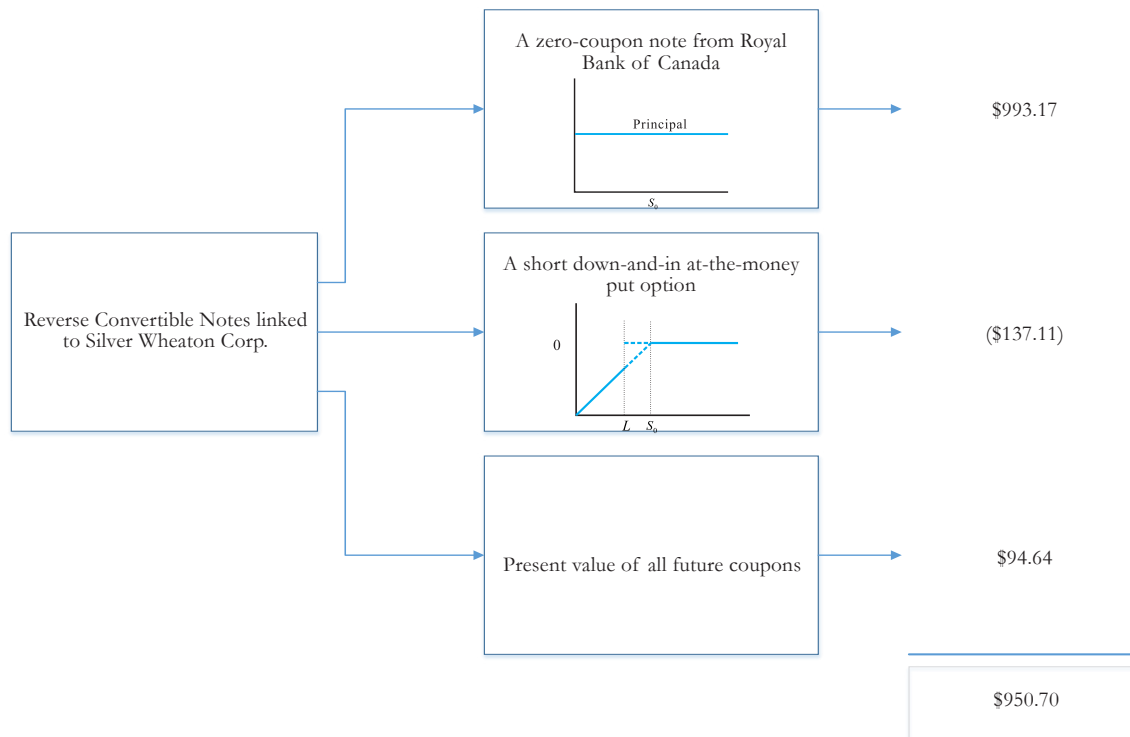 A zero-coupon note from Royal
Bank of Canada
Principal
S₀
$993.17
Reverse Convertible Notes linked
to Silver Wheaton Corp.
A short down-and-in at-the-money
put option
0
L S₀
($137.11)
Present value of all future coupons
$94.64
$950.70